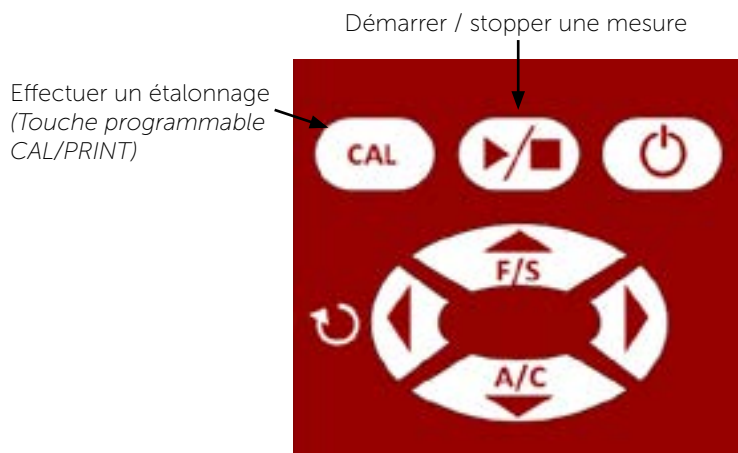 Démarrer / stopper une mesure
Effectuer un étalonnage
(Touche programmable
CAL/PRINT)
CAL
F/S
A/C